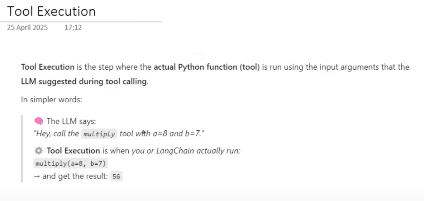 Tool Execution
25 April 2025 17:12
Tool Execution is the step where the actual Python function (tool) is run using the input arguments that the
LLM suggested during tool calling.
In simpler words:
🧠 The LLM says:
"Hey, call the multiply tool with a=8 and b=7."
⚙️ Tool Execution is when you or LangChain actually run:
multiply(a=8, b=7)
→ and get the result: 56